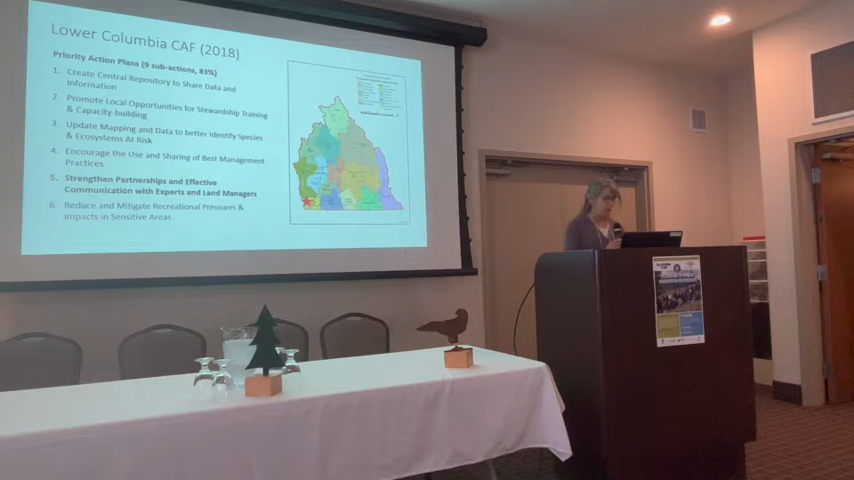 Lower Columbia CAF (2018)
Priority Action Plans (9 sub-actions, 83%)
1. Create Central Repository to Share Data and
Information
2. Promote Local Opportunities for Stewardship Training
& Capacity-building
3. Update Mapping and Data to better Identify Species
& Ecosystems At Risk
4. Encourage the Use and Sharing of Best Management
Practices
5. Strengthen Partnerships and Effective
Communication with Experts and Land Managers
6. Reduce and Mitigate Recreational Pressures &
Impacts in Sensitive Areas